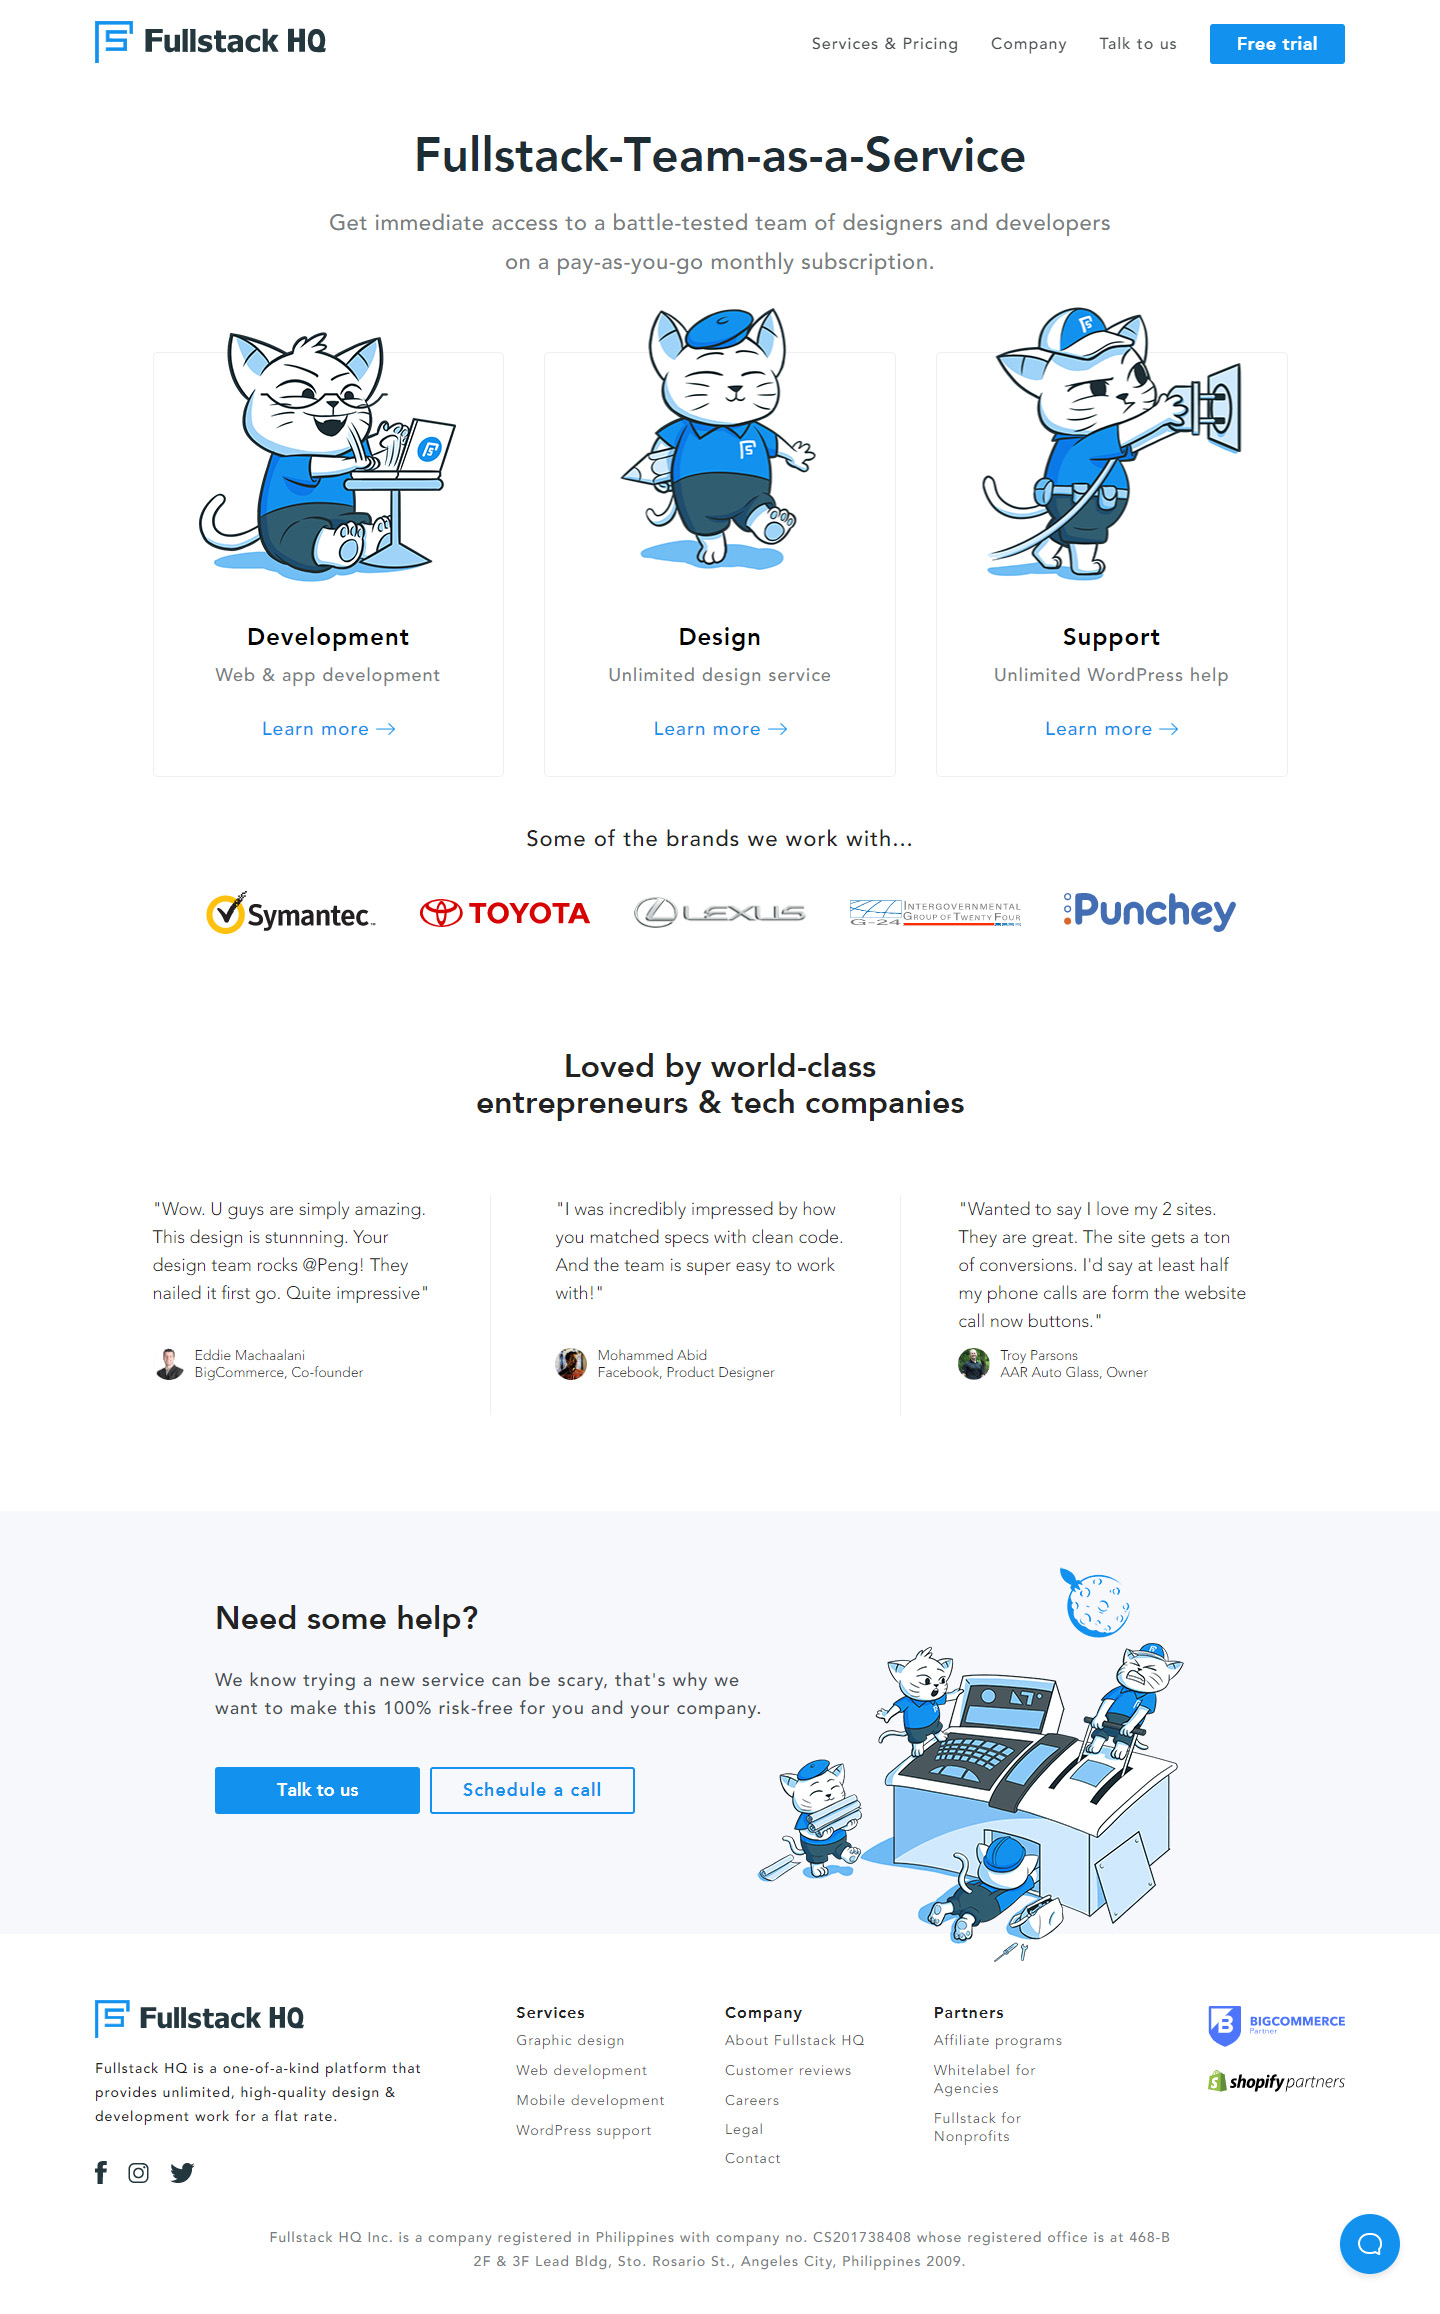 Fullstack HQ
Services & Pricing
Company
Talk to us
Free trial
Fullstack-Team-as-a-Service
Get immediate access to a battle-tested team of designers and developers
on a pay-as-you-go monthly subscription.
Development
Web & app development
Learn more →
Design
Unlimited design service
Learn more →
Support
Unlimited WordPress help
Learn more →
Some of the brands we work with...
Symantec™
TOYOTA
LEXUS
G-24
INTERGOVERNMENTAL
GROUP OF TWENTY FOUR
Punchey
Loved by world-class
entrepreneurs & tech companies
"Wow. U guys are simply amazing.
This design is stunnning. Your
design team rocks @Peng! They
nailed it first go. Quite impressive"
Eddie Machaalani
BigCommerce, Co-founder
"I was incredibly impressed by how
you matched specs with clean code.
And the team is super easy to work
with!"
Mohammed Abid
Facebook, Product Designer
"Wanted to say I love my 2 sites.
They are great. The site gets a ton
of conversions. I'd say at least half
my phone calls are form the website
call now buttons."
Troy Parsons
AAR Auto Glass, Owner
Need some help?
We know trying a new service can be scary, that's why we
want to make this 100% risk-free for you and your company.
Talk to us
Schedule a call
Fullstack HQ
Fullstack HQ is a one-of-a-kind platform that
provides unlimited, high-quality design &
development work for a flat rate.
Services
Graphic design
Web development
Mobile development
WordPress support
Company
About Fullstack HQ
Customer reviews
Careers
Legal
Contact
Partners
Affiliate programs
Whitelabel for
Agencies
Fullstack for
Nonprofits
BIGCOMMERCE
Partner
shopify partners
Fullstack HQ Inc. is a company registered in Philippines with company no. CS201738408 whose registered office is at 468-B
2F & 3F Lead Bldg, Sto. Rosario St., Angeles City, Philippines 2009.